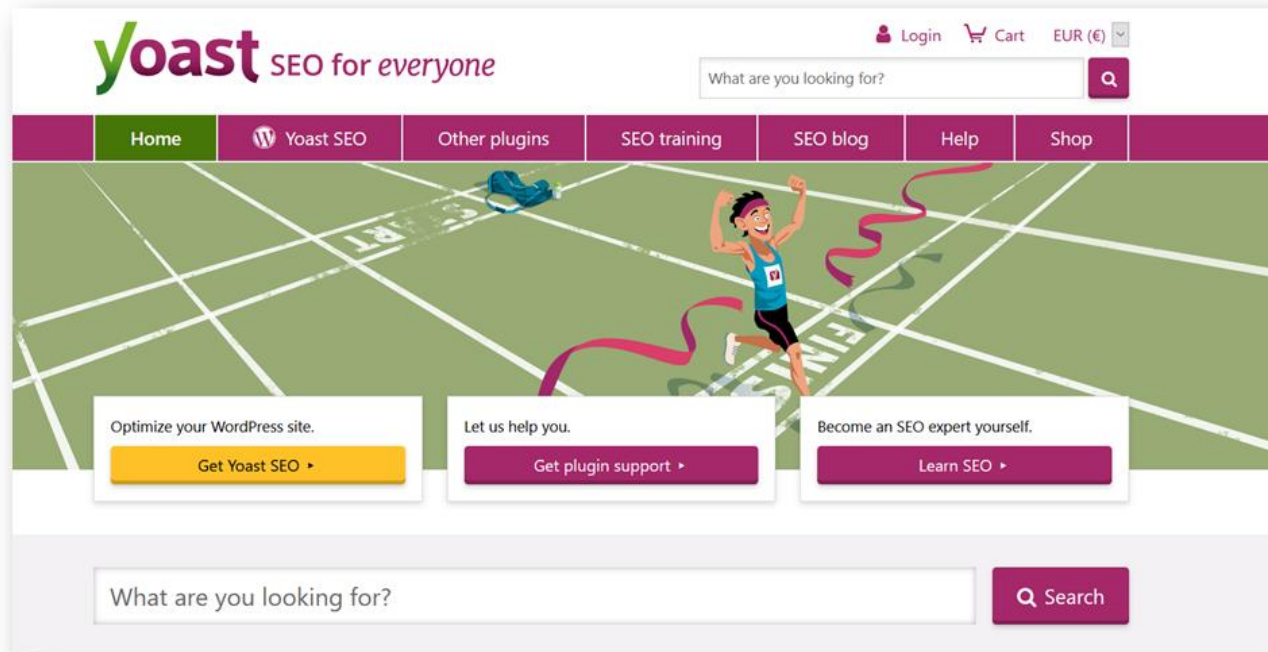 yoast SEO for everyone
Login Cart EUR (€)
What are you looking for?
Home Yoast SEO Other plugins SEO training SEO blog Help Shop
START
FINIS
Optimize your WordPress site.
Get Yoast SEO
Let us help you.
Get plugin support
Become an SEO expert yourself.
Learn SEO
What are you looking for?
Search